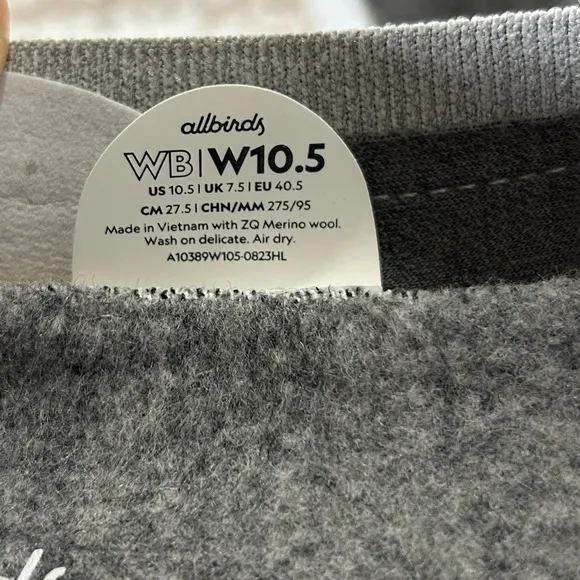 allbirds
WB|W10.5
US 10.5 | UK 7.5 | EU 40.5
CM 27.5 | CHN/MM 275/95
Made in Vietnam with ZQ Merino wool.
Wash on delicate. Air dry.
A10389W105-0823HL